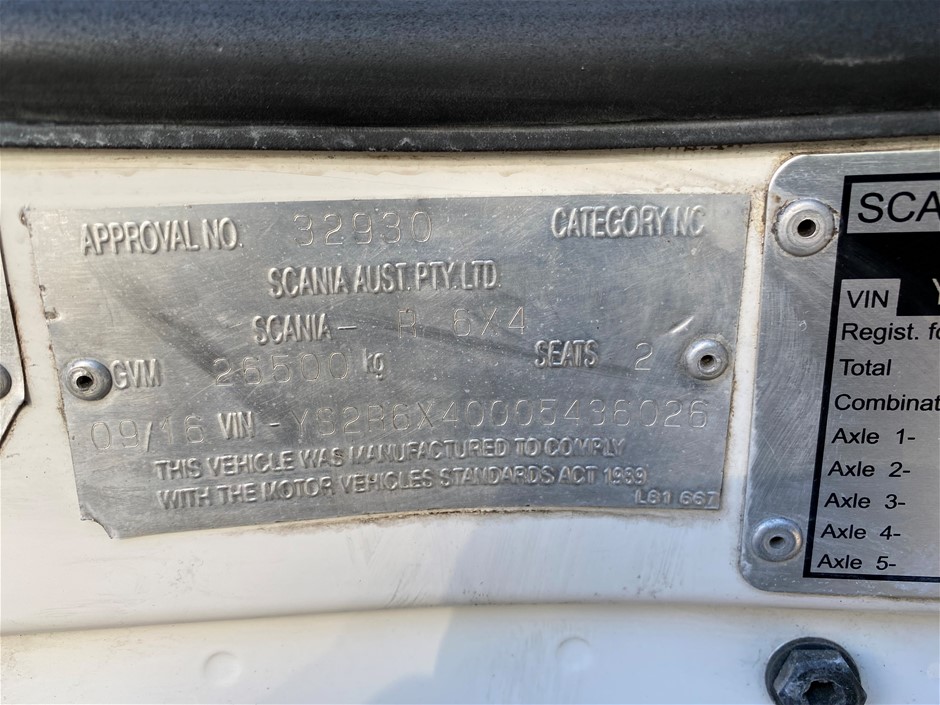 APPROVAL NO. 32930 CATEGORY NC
SCANIA AUST. PTY. LTD.
SCANIA - R 6X4
GVM 26500 kg SEATS 2
09/16 VIN - YS2R6X40005436026
THIS VEHICLE WAS MANUFACTURED TO COMPLY
WITH THE MOTOR VEHICLES STANDARDS ACT 1989
L81 667
SCA
VIN Y
Regist. fo
Total
Combinat
Axle 1-
Axle 2-
Axle 3-
Axle 4-
Axle 5-